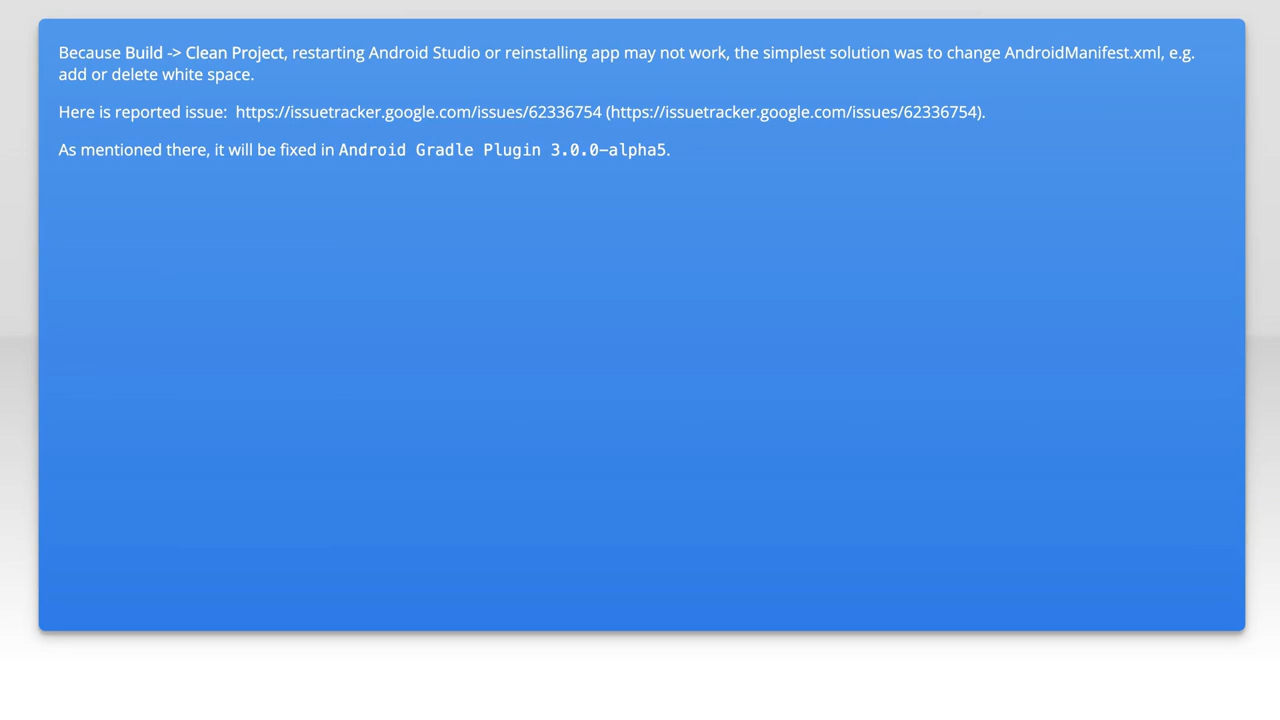 Because Build -> Clean Project, restarting Android Studio or reinstalling app may not work, the simplest solution was to change AndroidManifest.xml, e.g.
add or delete white space.
Here is reported issue:  https://issuetracker.google.com/issues/62336754 (https://issuetracker.google.com/issues/62336754).
As mentioned there, it will be fixed in Android Gradle Plugin 3.0.0-alpha5.